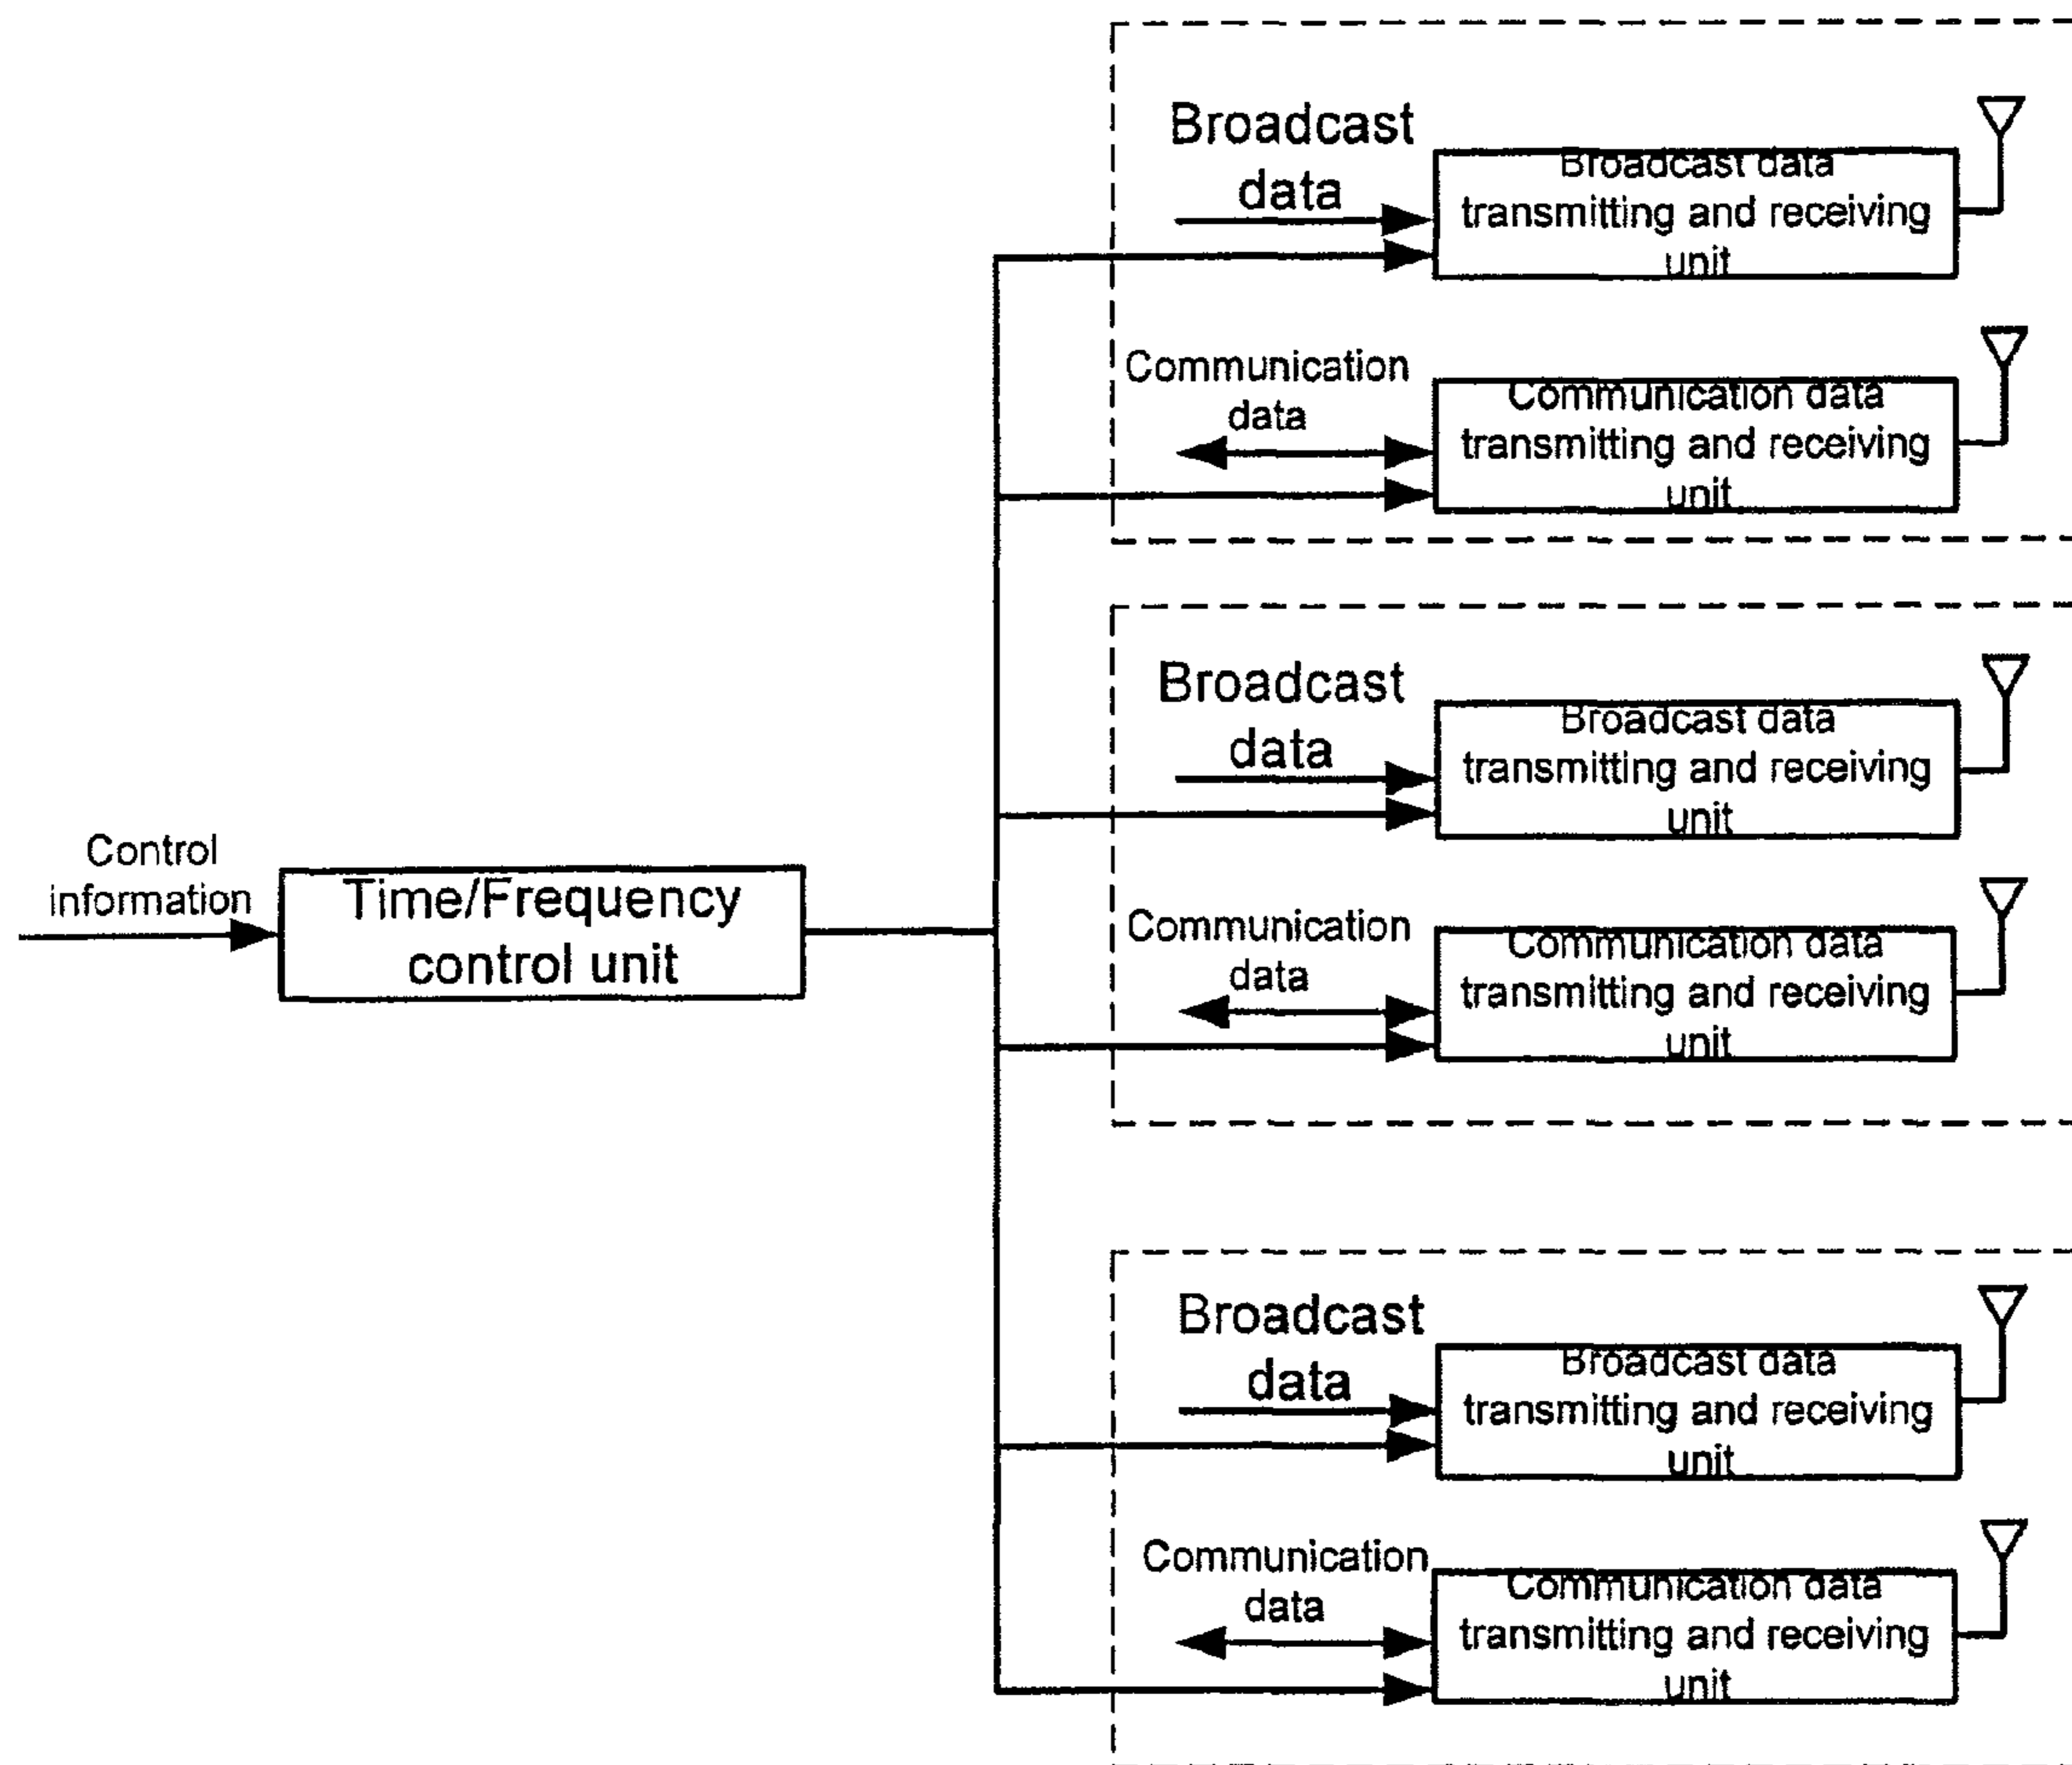 Broadcast
data
Broadcast data
transmitting and receiving
unit
Communication
data
Communication data
transmitting and receiving
unit
Broadcast
data
Broadcast data
transmitting and receiving
unit
Control
information
Time/Frequency
control unit
Communication
data
Communication data
transmitting and receiving
unit
Broadcast
data
Broadcast data
transmitting and receiving
unit
Communication
data
Communication data
transmitting and receiving
unit